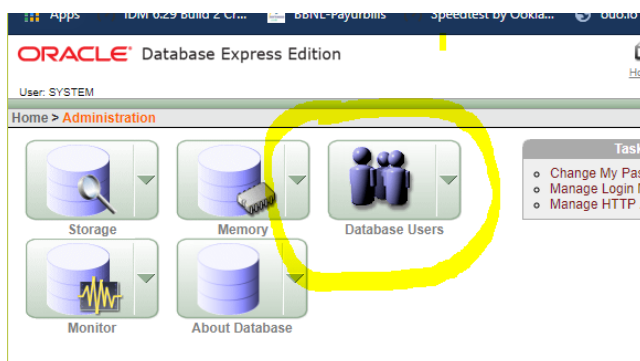 Apps IDM 6.29 Build 2 Cr... BBNL-Payurbills Speedtest by Ookla...
ORACLE Database Express Edition
User: SYSTEM
Home > Administration
Task
Change My Pas
Manage Login M
Manage HTTP
Storage Memory Database Users
Monitor About Database